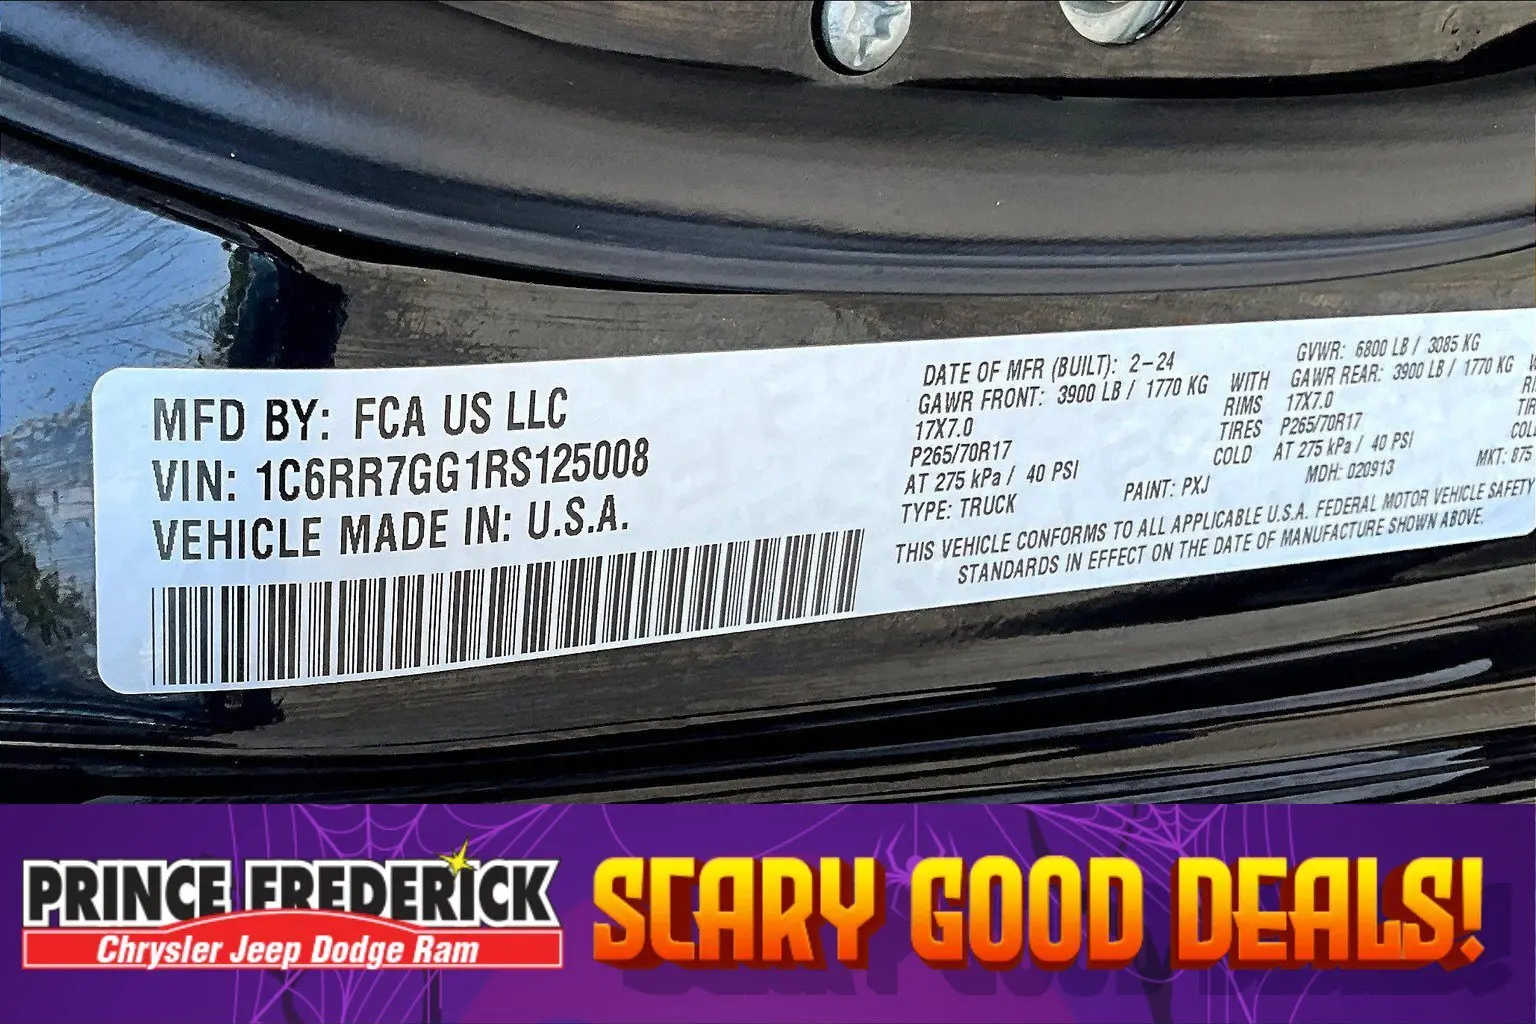 MFD BY: FCA US LLC
VIN: 1C6RR7GG1RS125008
VEHICLE MADE IN: U.S.A.
DATE OF MFR (BUILT): 2-24
GVWR: 6800 LB / 3085 KG
GAWR FRONT: 3900 LB / 1770 KG WITH GAWR REAR: 3900 LB / 1770 KG
17X7.0 RIMS 17X7.0
P265/70R17 TIRES P265/70R17
AT 275 kPa / 40 PSI COLD AT 275 kPa / 40 PSI
TYPE: TRUCK PAINT: PXJ MDH: 020913 MKT: 875
THIS VEHICLE CONFORMS TO ALL APPLICABLE U.S.A. FEDERAL MOTOR VEHICLE SAFETY
STANDARDS IN EFFECT ON THE DATE OF MANUFACTURE SHOWN ABOVE.
PRINCE FREDERICK
Chrysler Jeep Dodge Ram
SCARY GOOD DEALS!